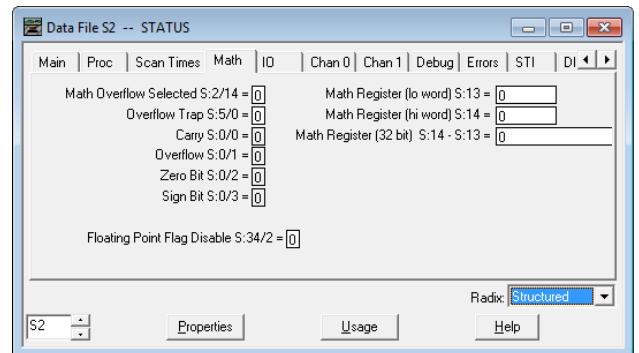 Data File S2 -- STATUS
Main Proc Scan Times Math IO Chan 0 Chan 1 Debug Errors STI DI
Math Overflow Selected S:2/14 = 0 Math Register (lo word) S:13 = 0
Overflow Trap S:5/0 = 0 Math Register (hi word) S:14 = 0
Carry S:0/0 = 0 Math Register (32 bit) S:14 - S:13 = 0
Overflow S:0/1 = 0
Zero Bit S:0/2 = 0
Sign Bit S:0/3 = 0
Floating Point Flag Disable S:34/2 = 0
Radix: Structured
S2 Properties Usage Help